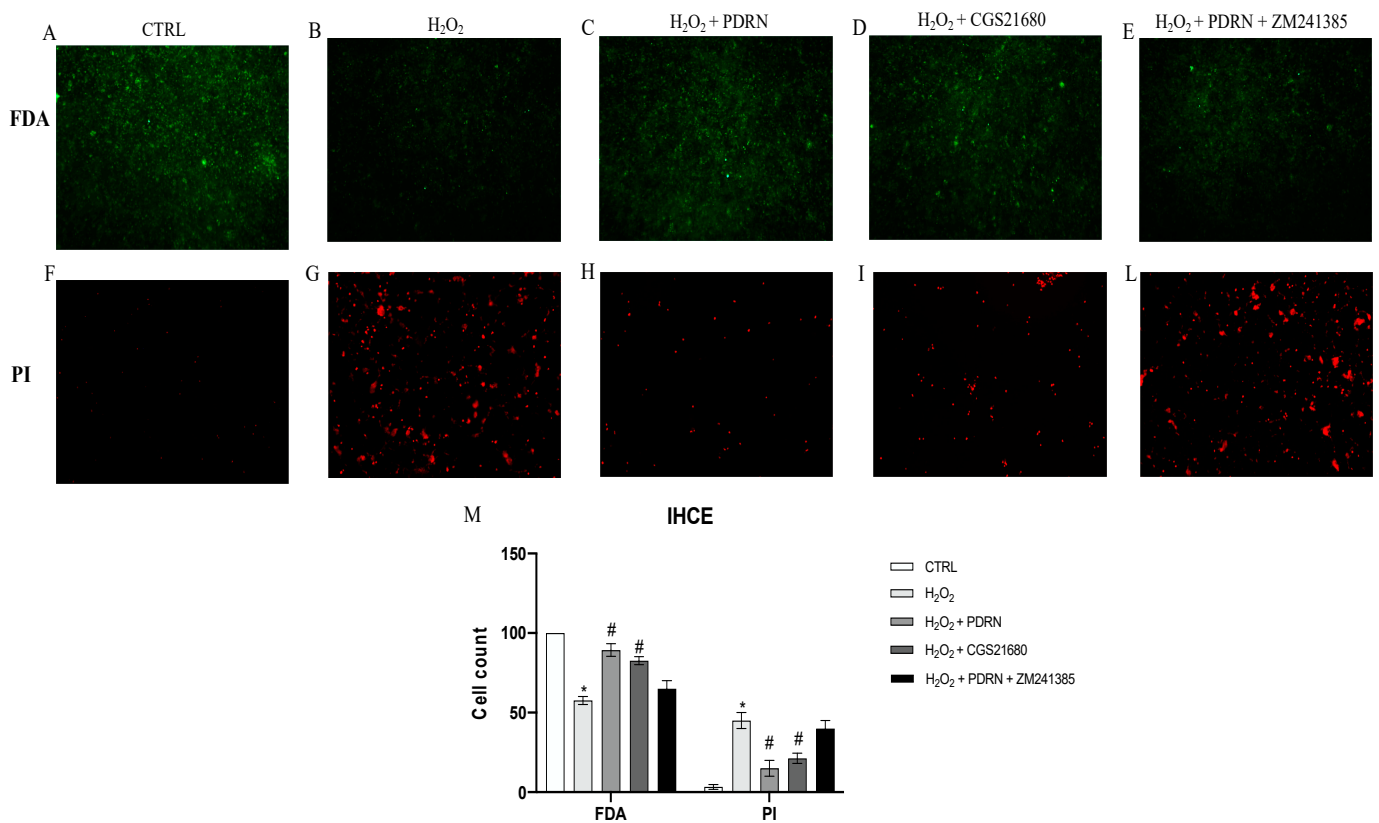 A CTRL
B H₂O₂
C H₂O₂ + PDRN
D H₂O₂ + CGS21680
E H₂O₂ + PDRN + ZM241385
FDA
F
G
H
I
L
PI
M IHCE
150
100
50
0
Cell count
* # #
* # #
FDA PI
CTRL
H₂O₂
H₂O₂ + PDRN
H₂O₂ + CGS21680
H₂O₂ + PDRN + ZM241385